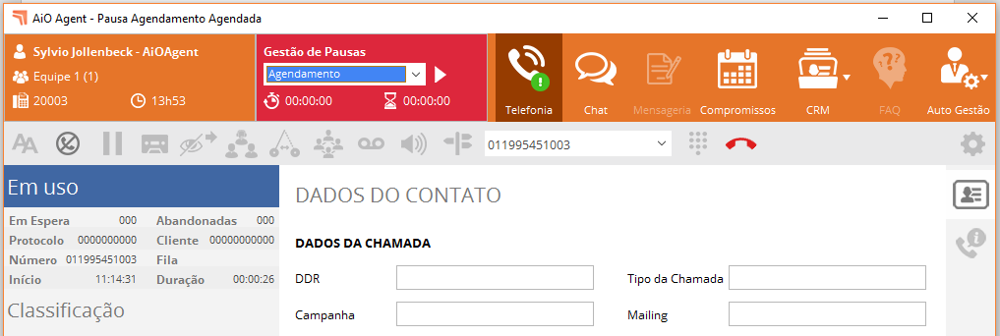 AiO Agent - Pausa Agendamento Agendada
Sylvio Jollenbeck - AiOAgent
Equipe 1 (1)
20003 13h53
Gestão de Pausas
Agendamento
00:00:00 00:00:00
Telefonia Chat Mensageria Compromissos CRM FAQ Auto Gestão
AA 011995451003
Em uso
Em Espera 000 Abandonadas 000
Protocolo 0000000000 Cliente 00000000000
Número 011995451003 Fila
Início 11:14:31 Duração 00:00:26
Classificação
DADOS DO CONTATO
DADOS DA CHAMADA
DDR Tipo da Chamada
Campanha Mailing